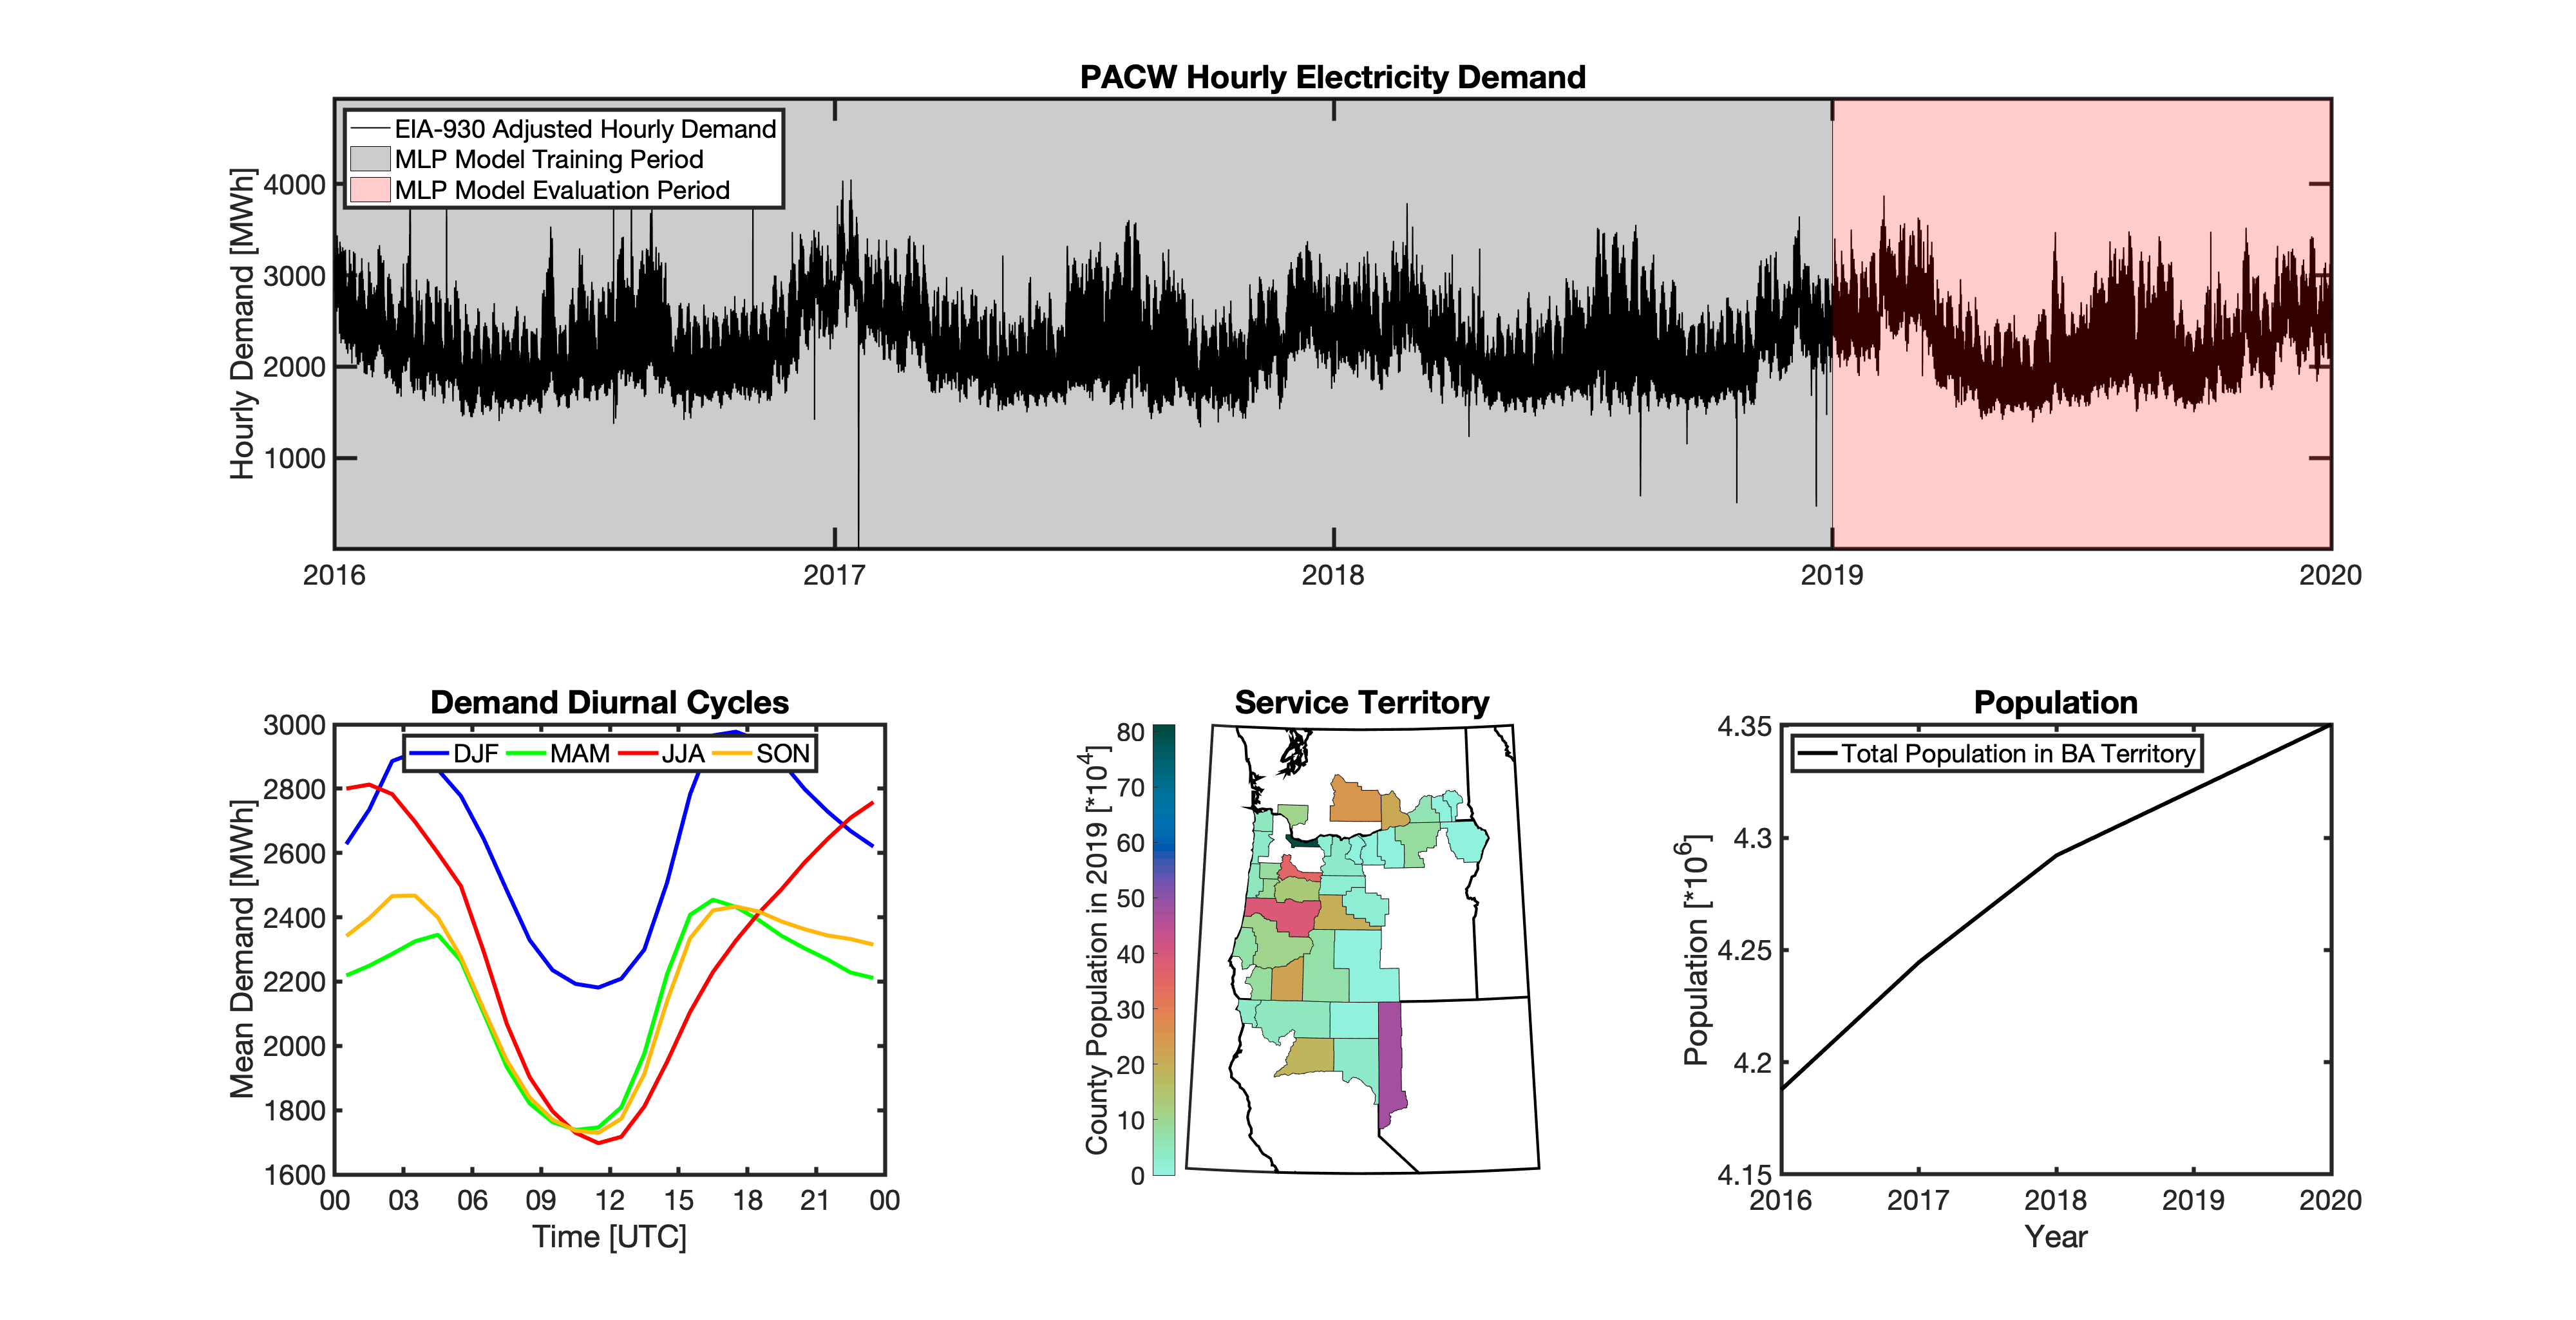 PACW Hourly Electricity Demand
EIA-930 Adjusted Hourly Demand
MLP Model Training Period
MLP Model Evaluation Period
Hourly Demand [MWh]
4000
3000
2000
1000
2016 2017 2018 2019 2020
Demand Diurnal Cycles
DJF MAM JJA SON
Mean Demand [MWh]
3000
2800
2600
2400
2200
2000
1800
1600
00 03 06 09 12 15 18 21 00
Time [UTC]
Service Territory
County Population in 2019 [*10^4]
80
70
60
50
40
30
20
10
0
Population
Total Population in BA Territory
Population [*10^6]
4.35
4.3
4.25
4.2
4.15
2016 2017 2018 2019 2020
Year